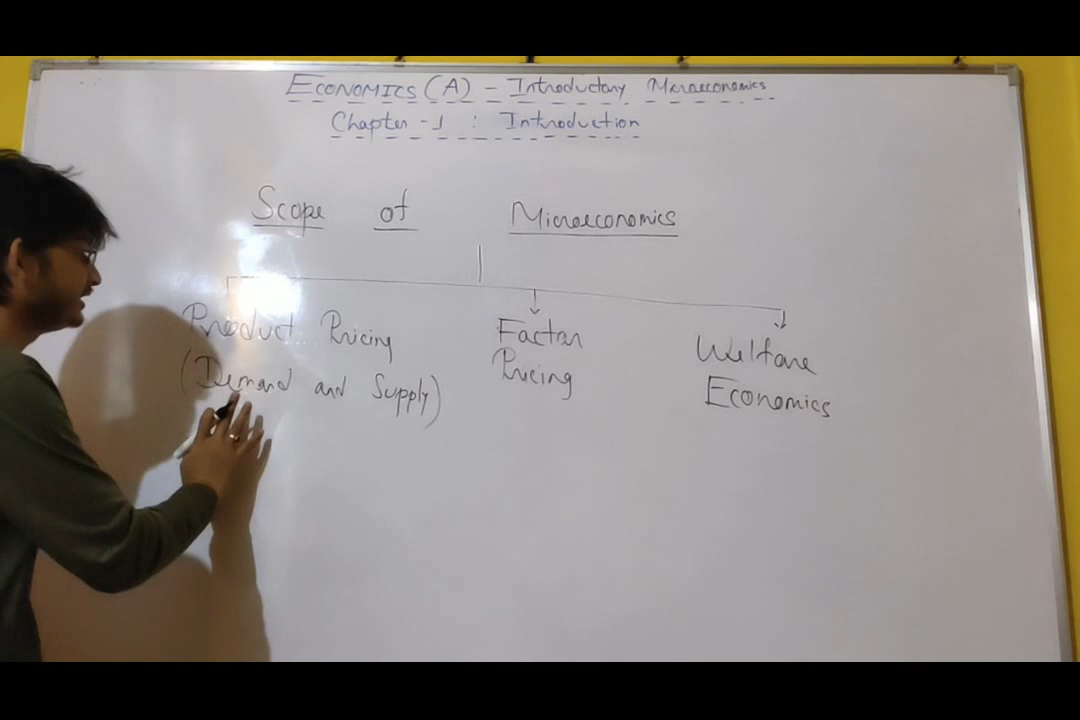 ECONOMICS (A) - Introductory Microeconomics
Chapter - 1 : Introduction
Scope of Microeconomics
Product Pricing
(Demand and Supply)
Factor
Pricing
Welfare
Economics